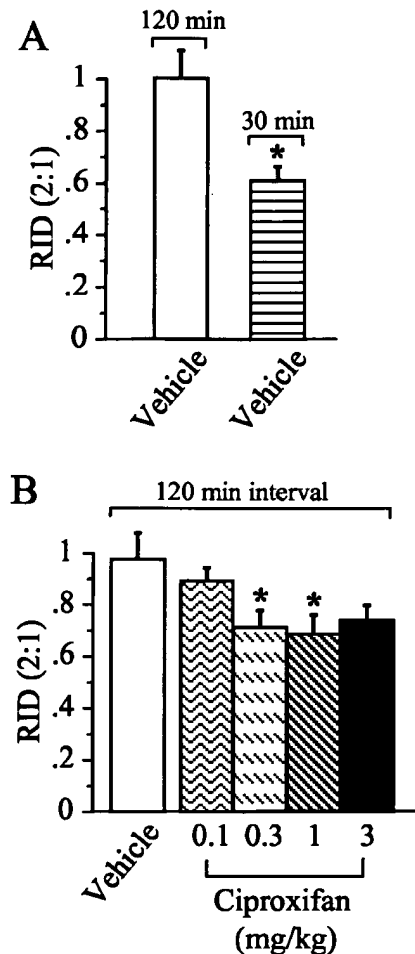 A
120 min
30 min
*
RID (2:1)
1
.8
.6
.4
.2
0
Vehicle
Vehicle
B
120 min interval
* *
RID (2:1)
1
.8
.6
.4
.2
0
Vehicle
0.1 0.3 1 3
Ciproxifan
(mg/kg)